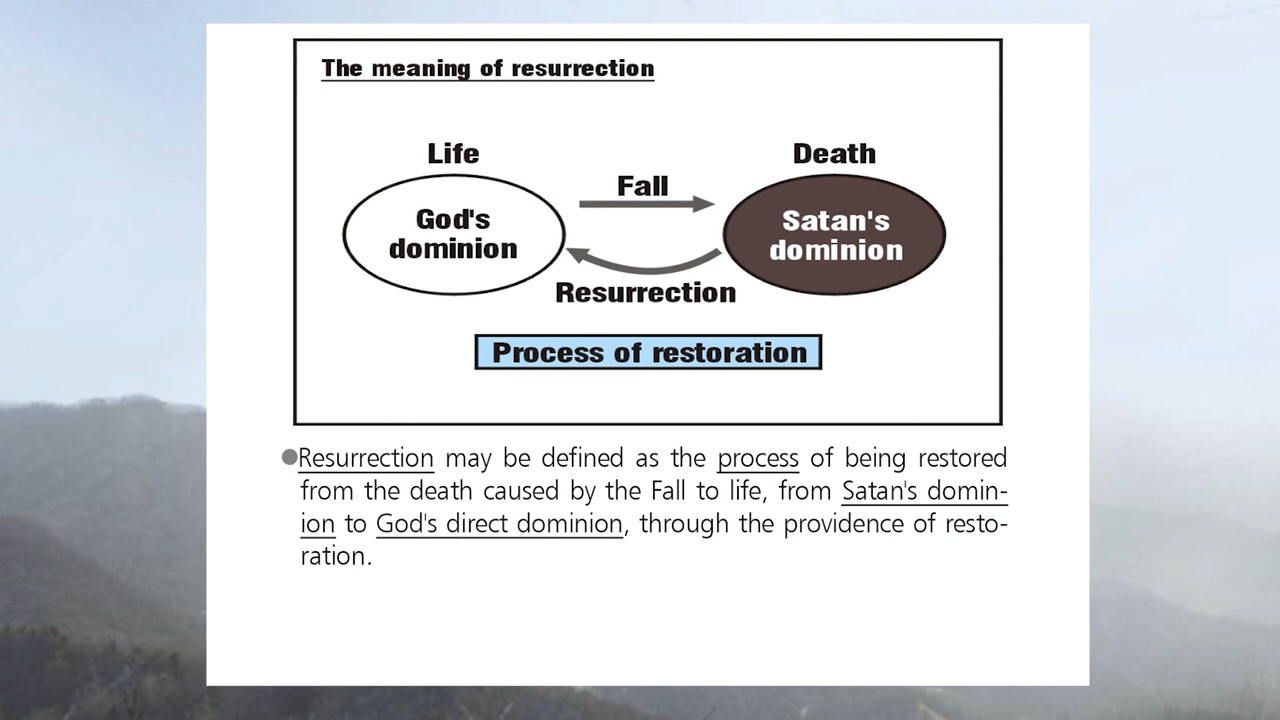 The meaning of resurrection
Life
Death
Fall
God's
dominion
Satan's
dominion
Resurrection
Process of restoration
●Resurrection may be defined as the process of being restored
from the death caused by the Fall to life, from Satan's domin-
ion to God's direct dominion, through the providence of resto-
ration.